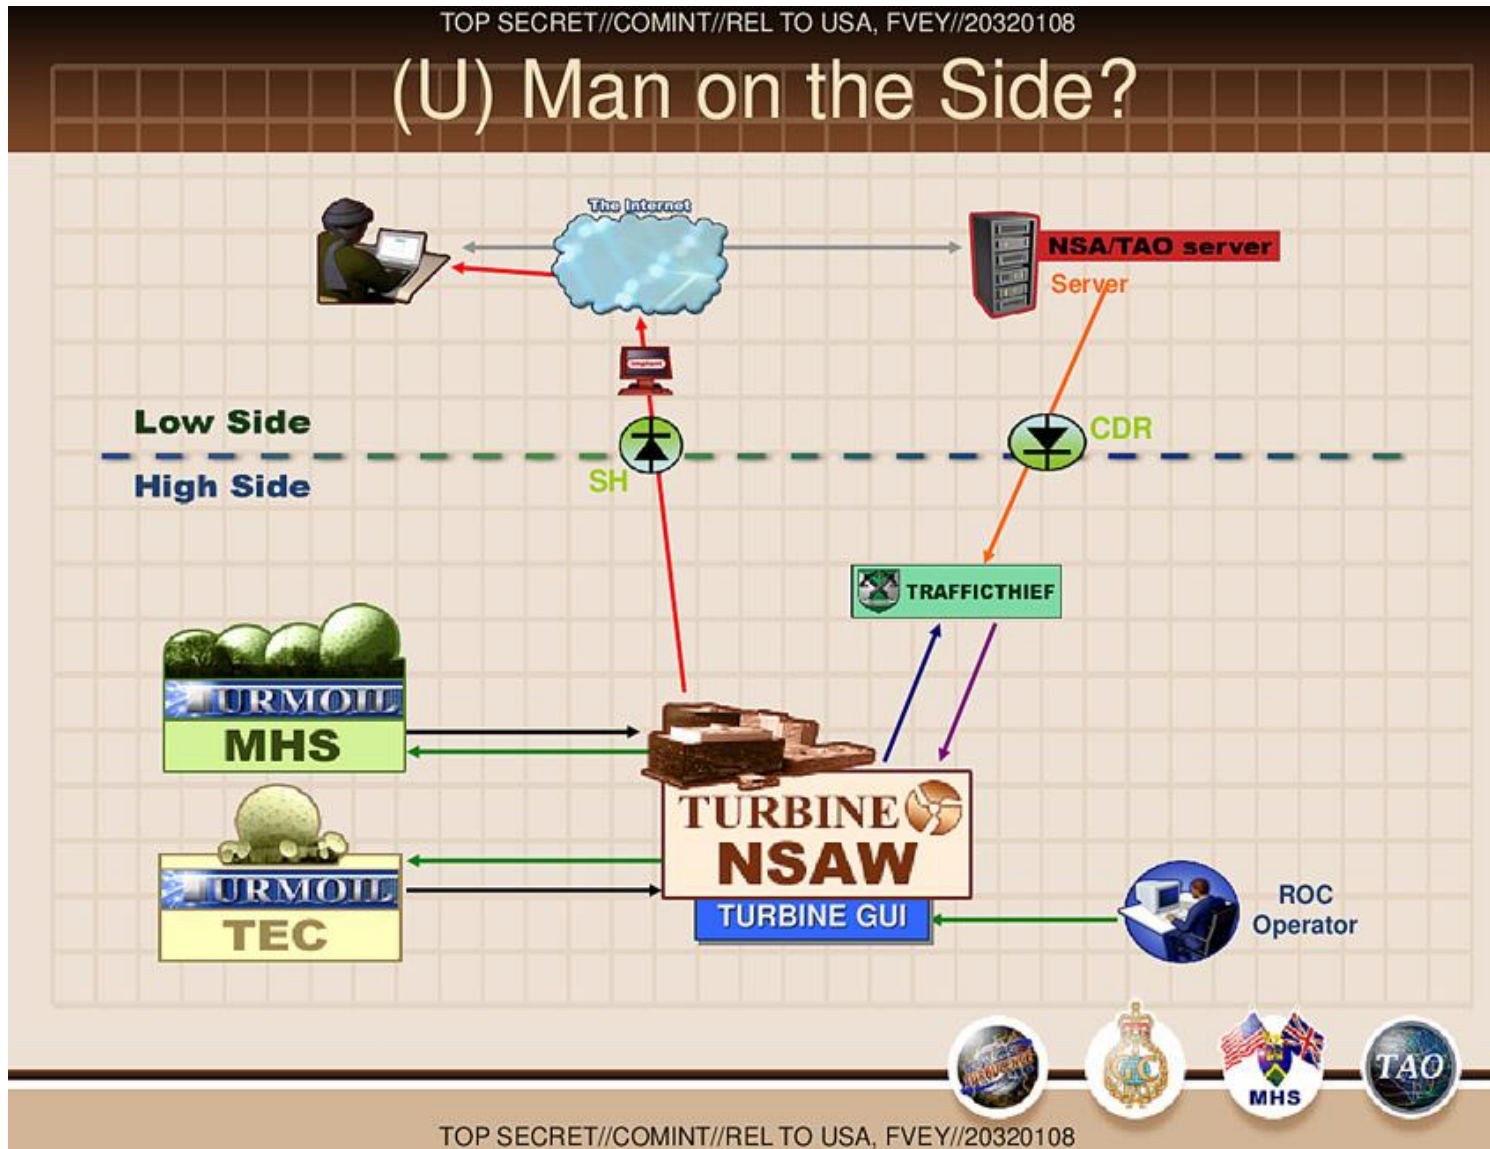 TOP SECRET//COMINT//REL TO USA, FVEY//20320108
(U) Man on the Side?
The Internet
NSA/TAO server
Server
implant
Low Side
CDR
High Side
SH
TRAFFICTHIEF
TURMOIL
MHS
TURBINE
NSAW
TURMOIL
TEC
TURBINE GUI
ROC
Operator
MHS
TAO
TOP SECRET//COMINT//REL TO USA, FVEY//20320108